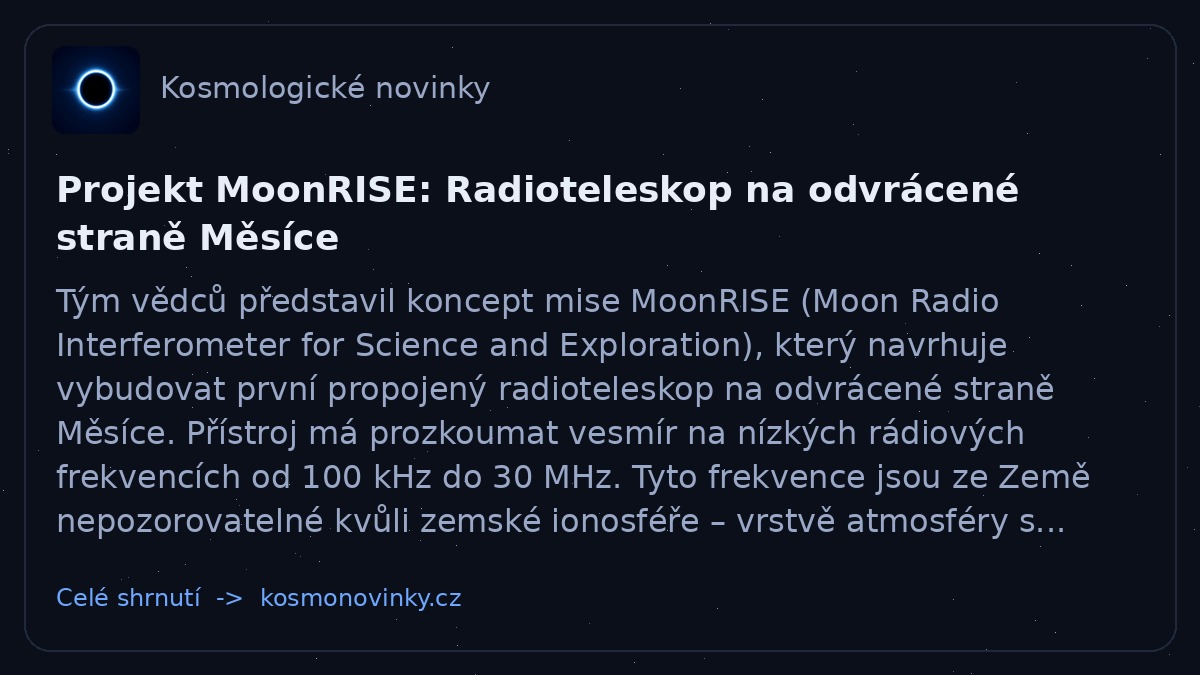 Kosmologické novinky
Projekt MoonRISE: Radioteleskop na odvrácené
straně Měsíce
Tým vědců představil koncept mise MoonRISE (Moon Radio
Interferometer for Science and Exploration), který navrhuje
vybudovat první propojený radioteleskop na odvrácené straně
Měsíce. Přístroj má prozkoumat vesmír na nízkých rádiových
frekvencích od 100 kHz do 30 MHz. Tyto frekvence jsou ze Země
nepozorovatelné kvůli zemské ionosféře – vrstvě atmosféry s...
Celé shrnutí -> kosmonovinky.cz